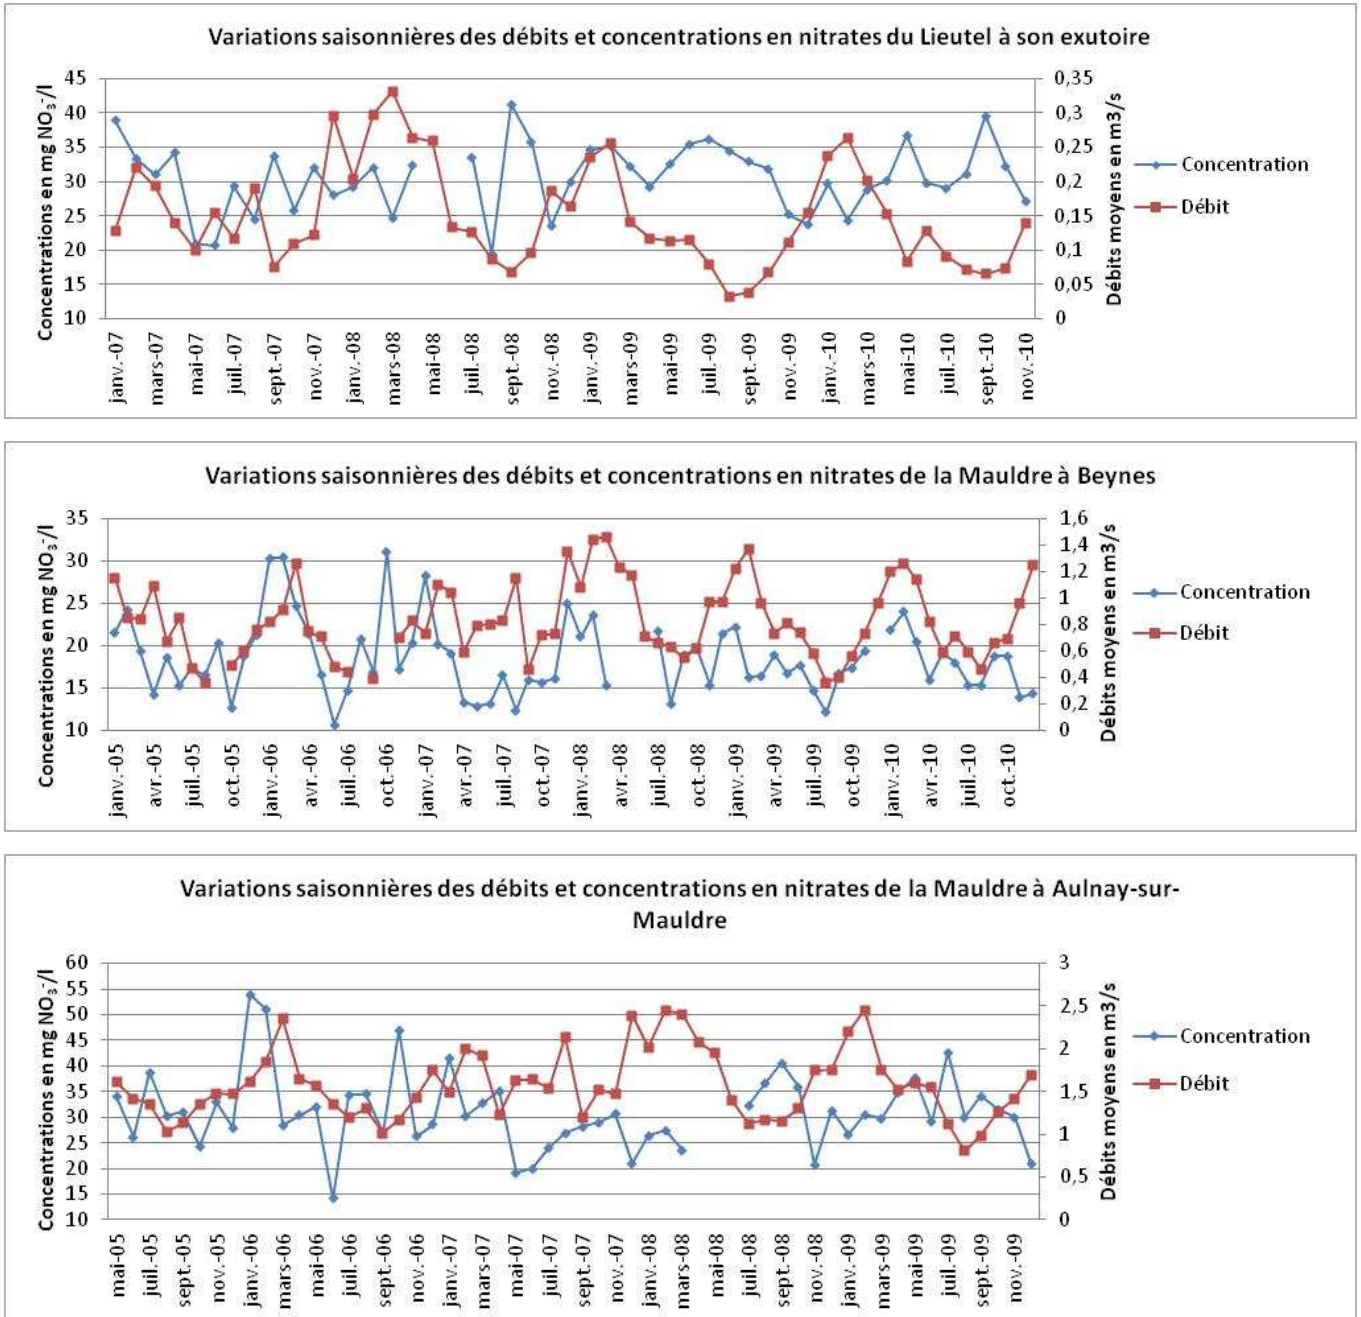 Variations saisonnières des débits et concentrations en nitrates du Lieutel à son exutoire
Concentrations en mg NO₃⁻/l
45
40
35
30
25
20
15
10
0,35
0,3
0,25
0,2
0,15
0,1
0,05
0
Débits moyens en m3/s
janv.-07
mars-07
mai-07
juil.-07
sept.-07
nov.-07
janv.-08
mars-08
mai-08
juil.-08
sept.-08
nov.-08
janv.-09
mars-09
mai-09
juil.-09
sept.-09
nov.-09
janv.-10
mars-10
mai-10
juil.-10
sept.-10
nov.-10
Concentration
Débit
Variations saisonnières des débits et concentrations en nitrates de la Mauldre à Beynes
Concentrations en mg NO₃⁻/l
35
30
25
20
15
10
1,6
1,4
1,2
1
0,8
0,6
0,4
0,2
0
Débits moyens en m3/s
janv.-05
avr.-05
juil.-05
oct.-05
janv.-06
avr.-06
juil.-06
oct.-06
janv.-07
avr.-07
juil.-07
oct.-07
janv.-08
avr.-08
juil.-08
oct.-08
janv.-09
avr.-09
juil.-09
oct.-09
janv.-10
avr.-10
juil.-10
oct.-10
Concentration
Débit
Variations saisonnières des débits et concentrations en nitrates de la Mauldre à Aulnay-sur-
Mauldre
Concentrations en mg NO₃⁻/l
60
55
50
45
40
35
30
25
20
15
10
3
2,5
2
1,5
1
0,5
0
Débits moyens en m3/s
mai-05
juil.-05
sept.-05
nov.-05
janv.-06
mars-06
mai-06
juil.-06
sept.-06
nov.-06
janv.-07
mars-07
mai-07
juil.-07
sept.-07
nov.-07
janv.-08
mars-08
mai-08
juil.-08
sept.-08
nov.-08
janv.-09
mars-09
mai-09
juil.-09
sept.-09
nov.-09
Concentration
Débit